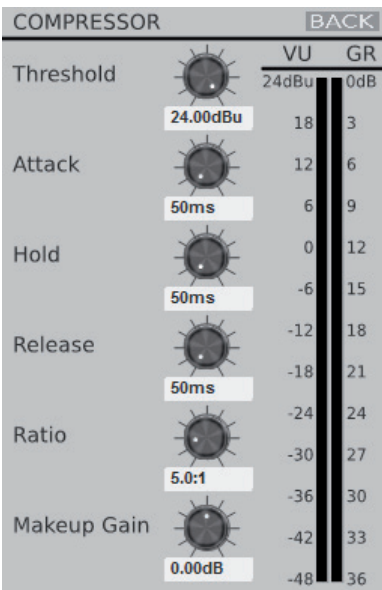 COMPRESSOR BACK
VU GR
Threshold
24dBu 0dB
24.00dBu
18 3
Attack
12 6
50ms
6 9
Hold
0 12
50ms
-6 15
Release
-12 18
50ms
-18 21
Ratio
-24 24
5.0:1
-30 27
-36 30
Makeup Gain
-42 33
0.00dB
-48 36